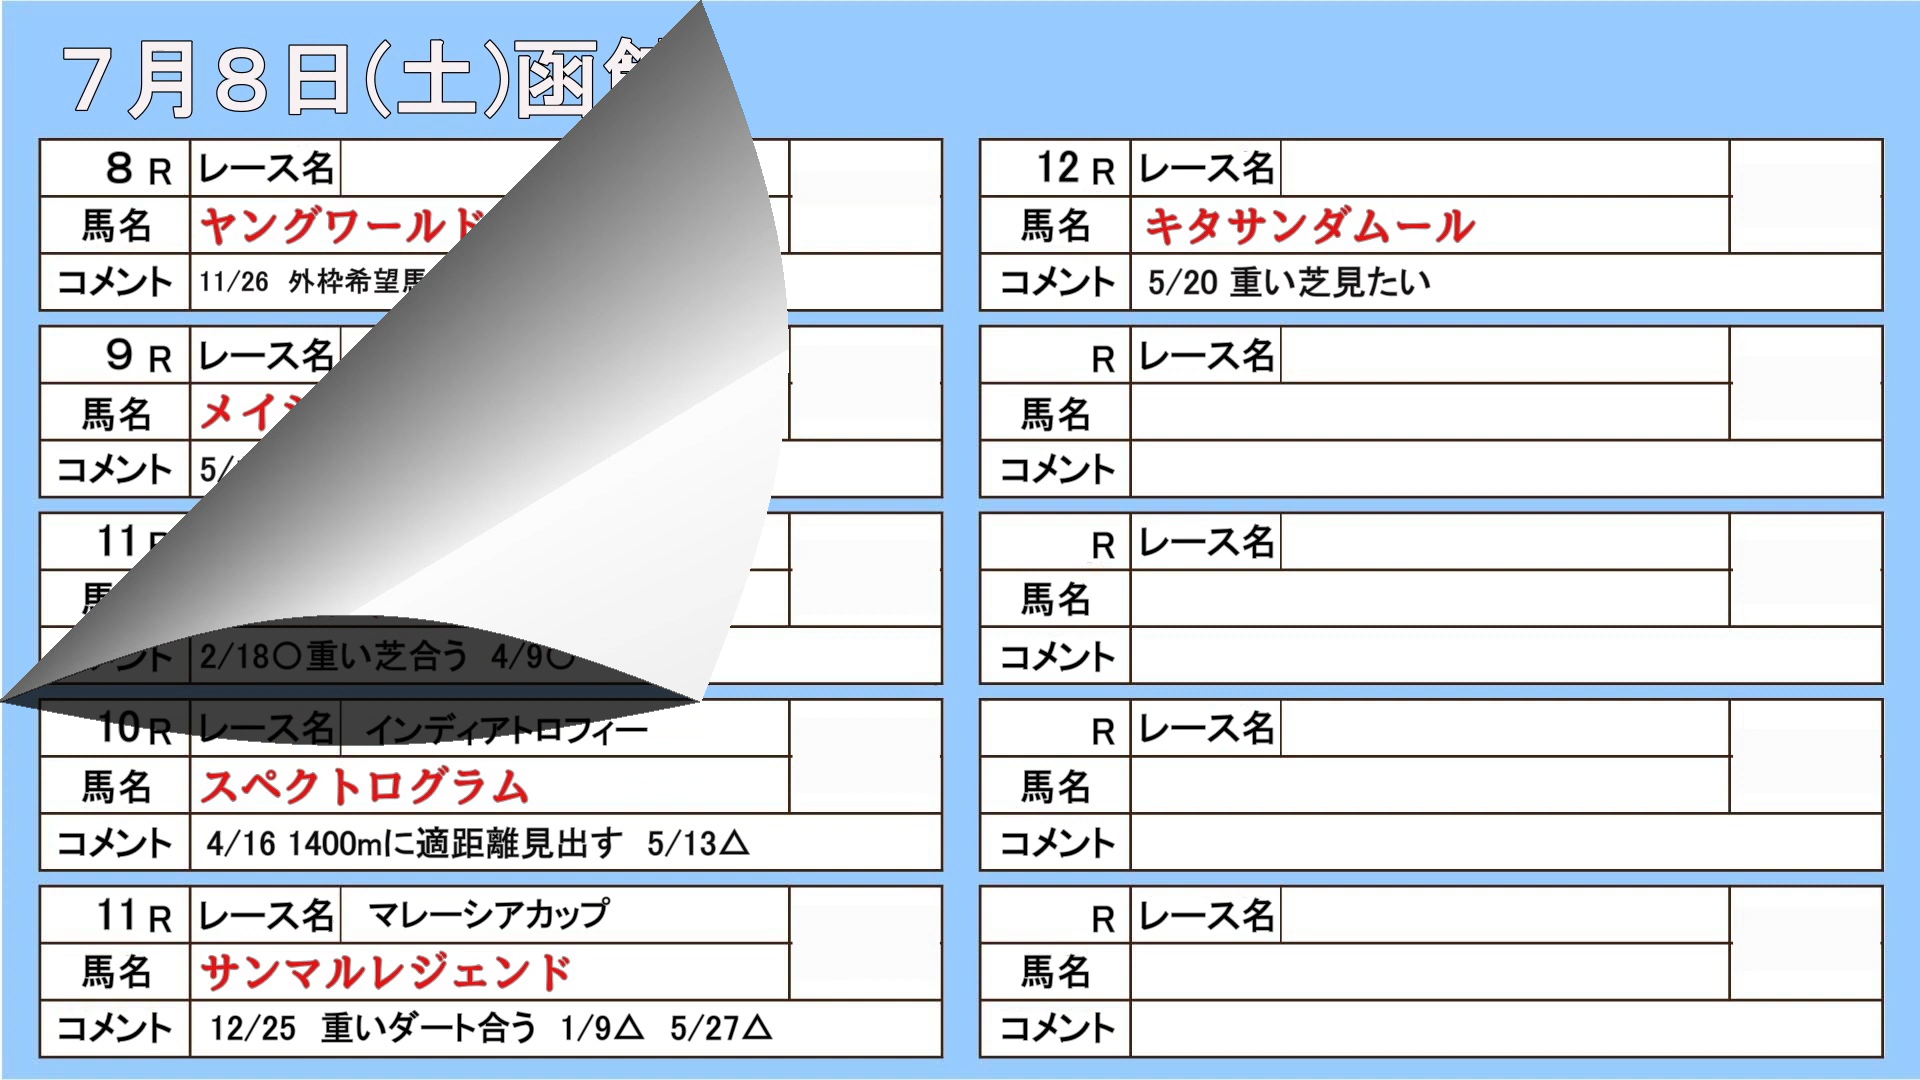 7月8日(土)函
8 R レース名
馬名 ヤングワールド
コメント 11/26 外枠希望馬
9 R レース名
馬名 メイ
コメント 5/
11
2/18〇重い芝合う 4/9〇
10 R レース名 インディアトロフィー
馬名 スペクトログラム
コメント 4/16 1400mに適距離見出す 5/13△
11 R レース名 マレーシアカップ
馬名 サンマルレジェンド
コメント 12/25 重いダート合う 1/9△ 5/27△
12 R レース名
馬名 キタサンダムール
コメント 5/20 重い芝見たい
R レース名
馬名
コメント
R レース名
馬名
コメント
R レース名
馬名
コメント
R レース名
馬名
コメント